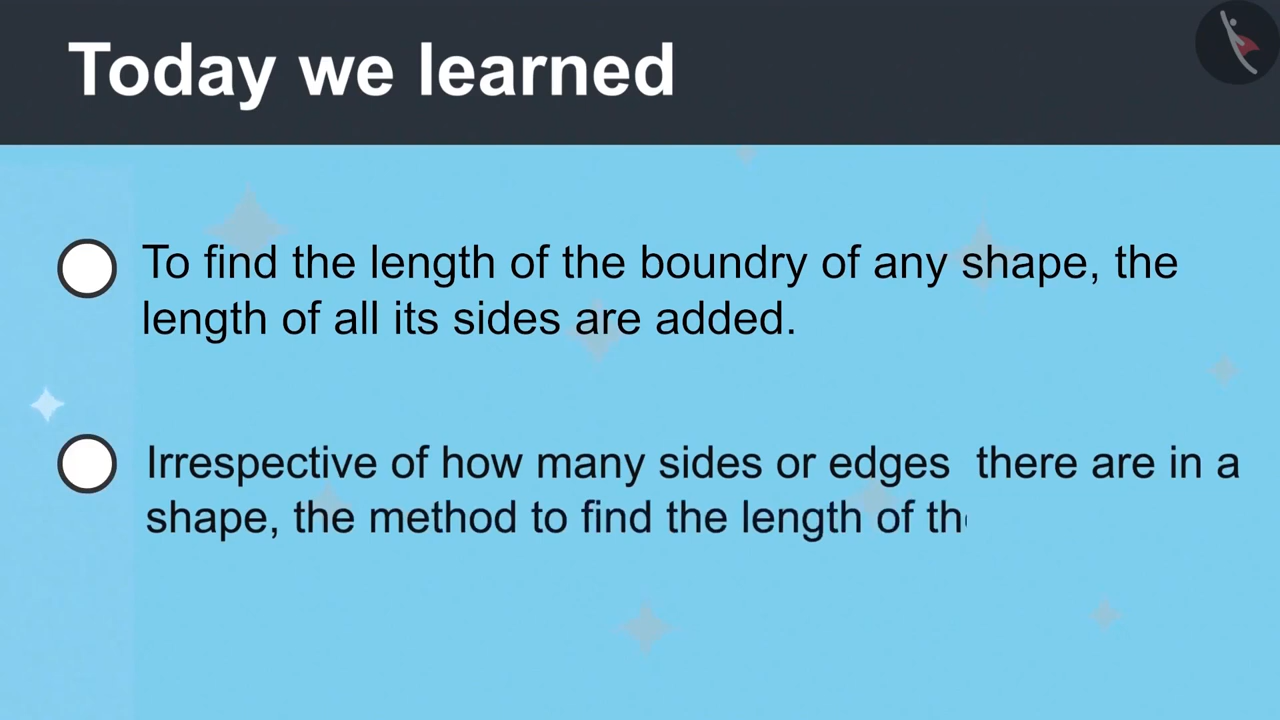 Today we learned
To find the length of the boundry of any shape, the
length of all its sides are added.
Irrespective of how many sides or edges there are in a
shape, the method to find the length of